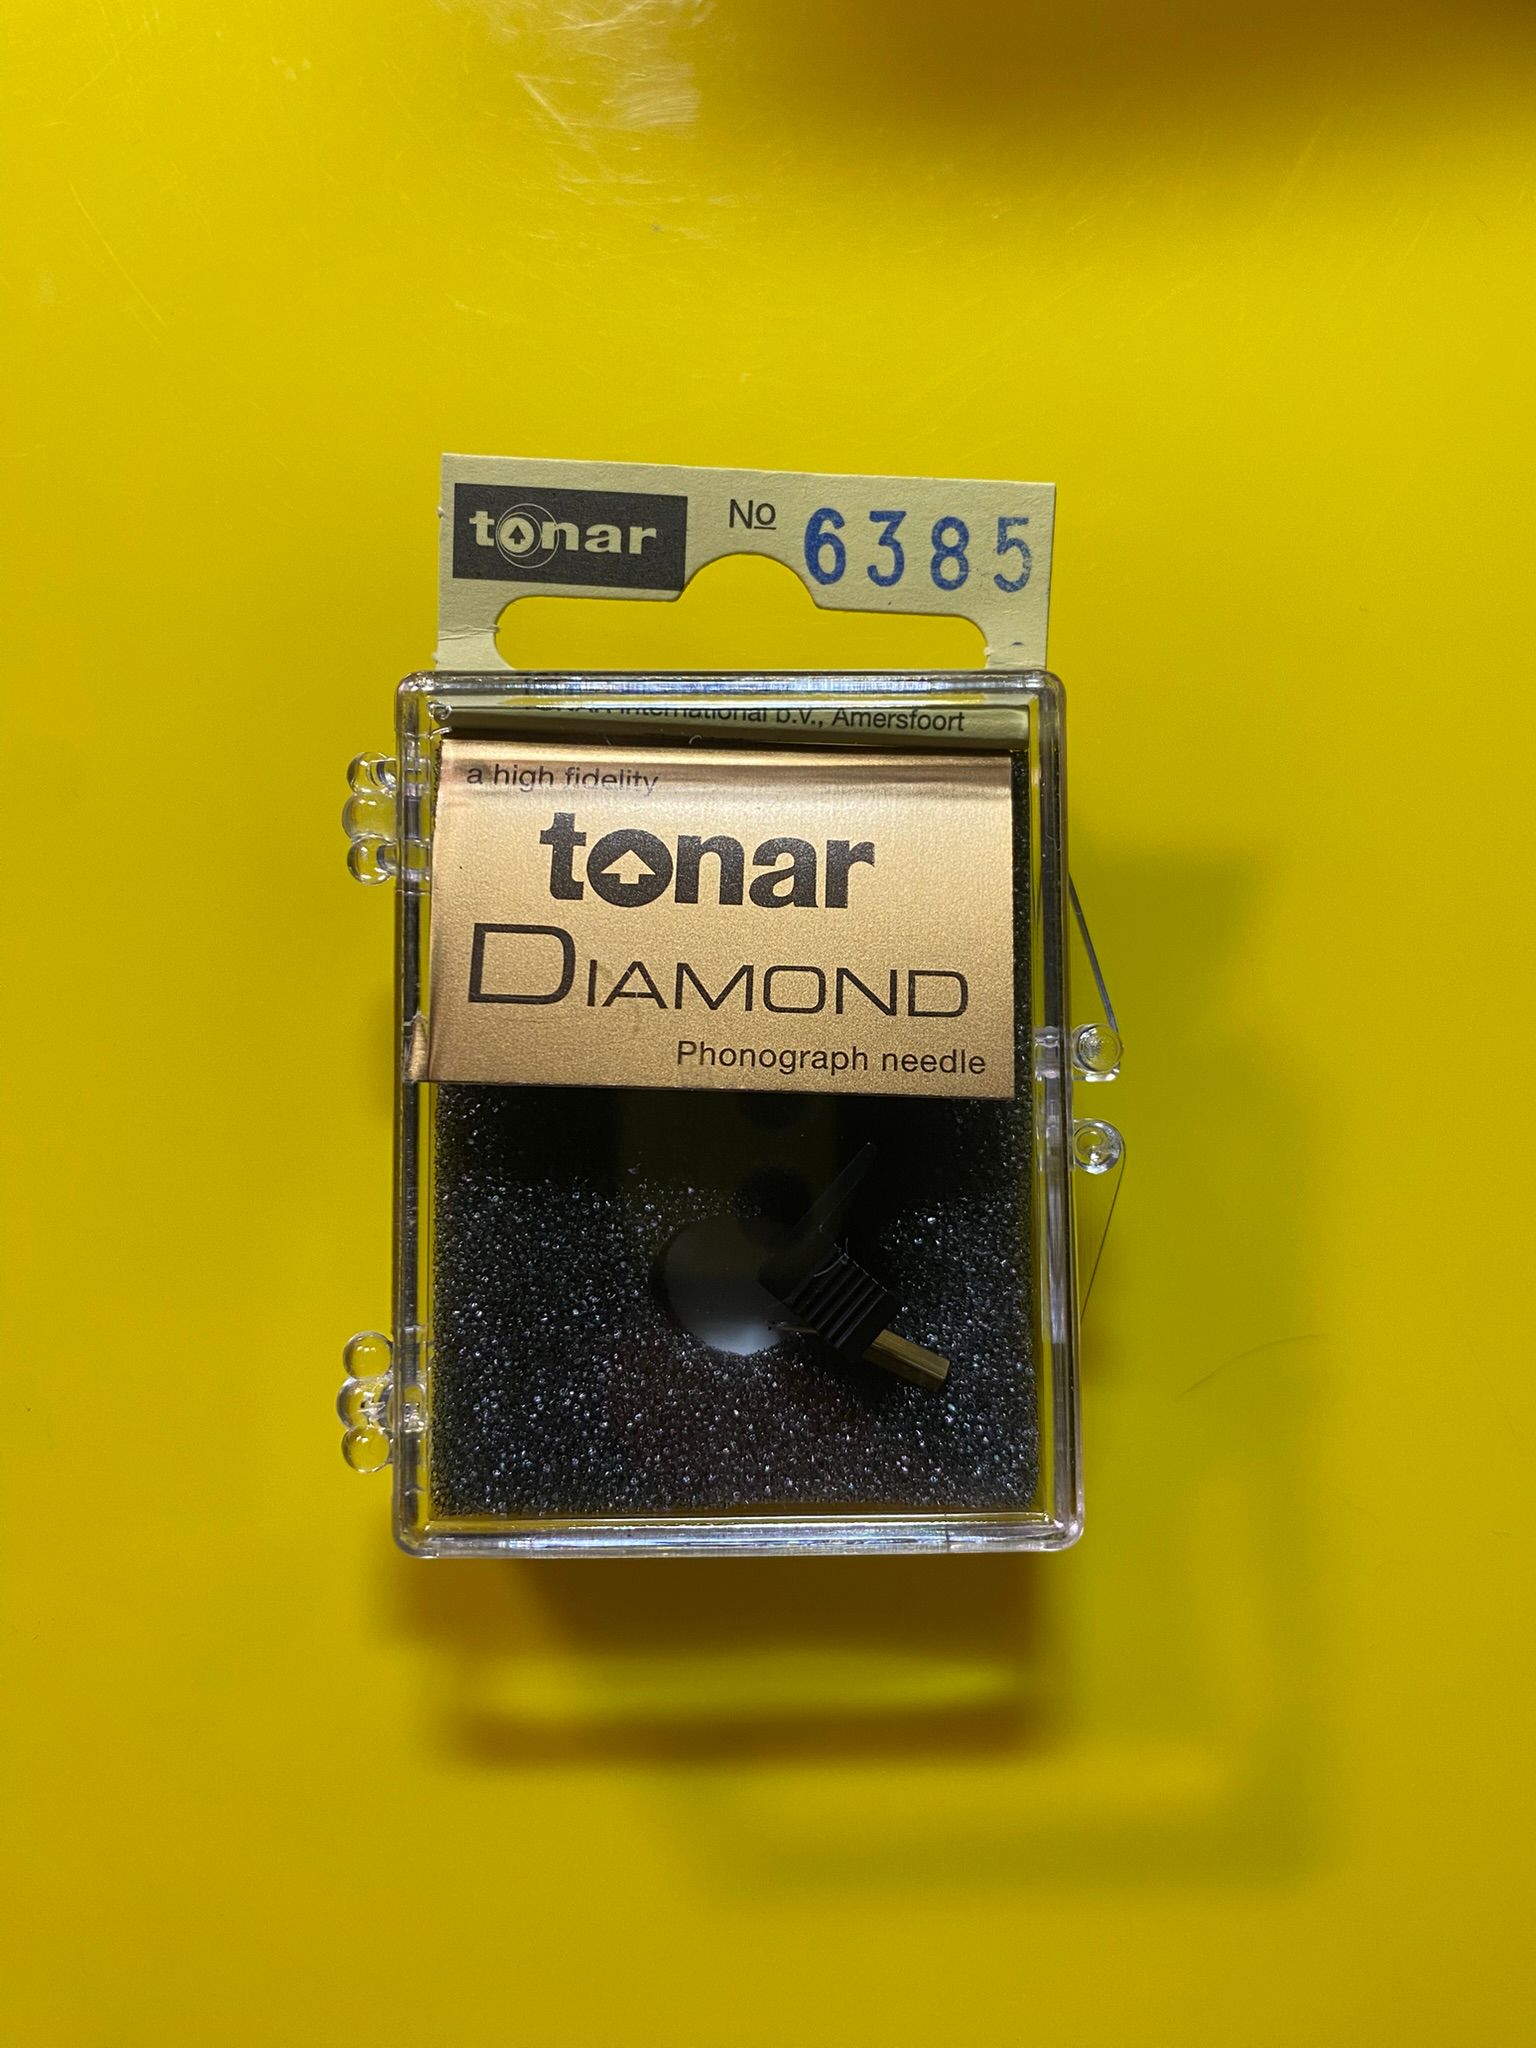 tonar No 6385
International b.v., Amersfoort
a high fidelity
tonar
DIAMOND
Phonograph needle